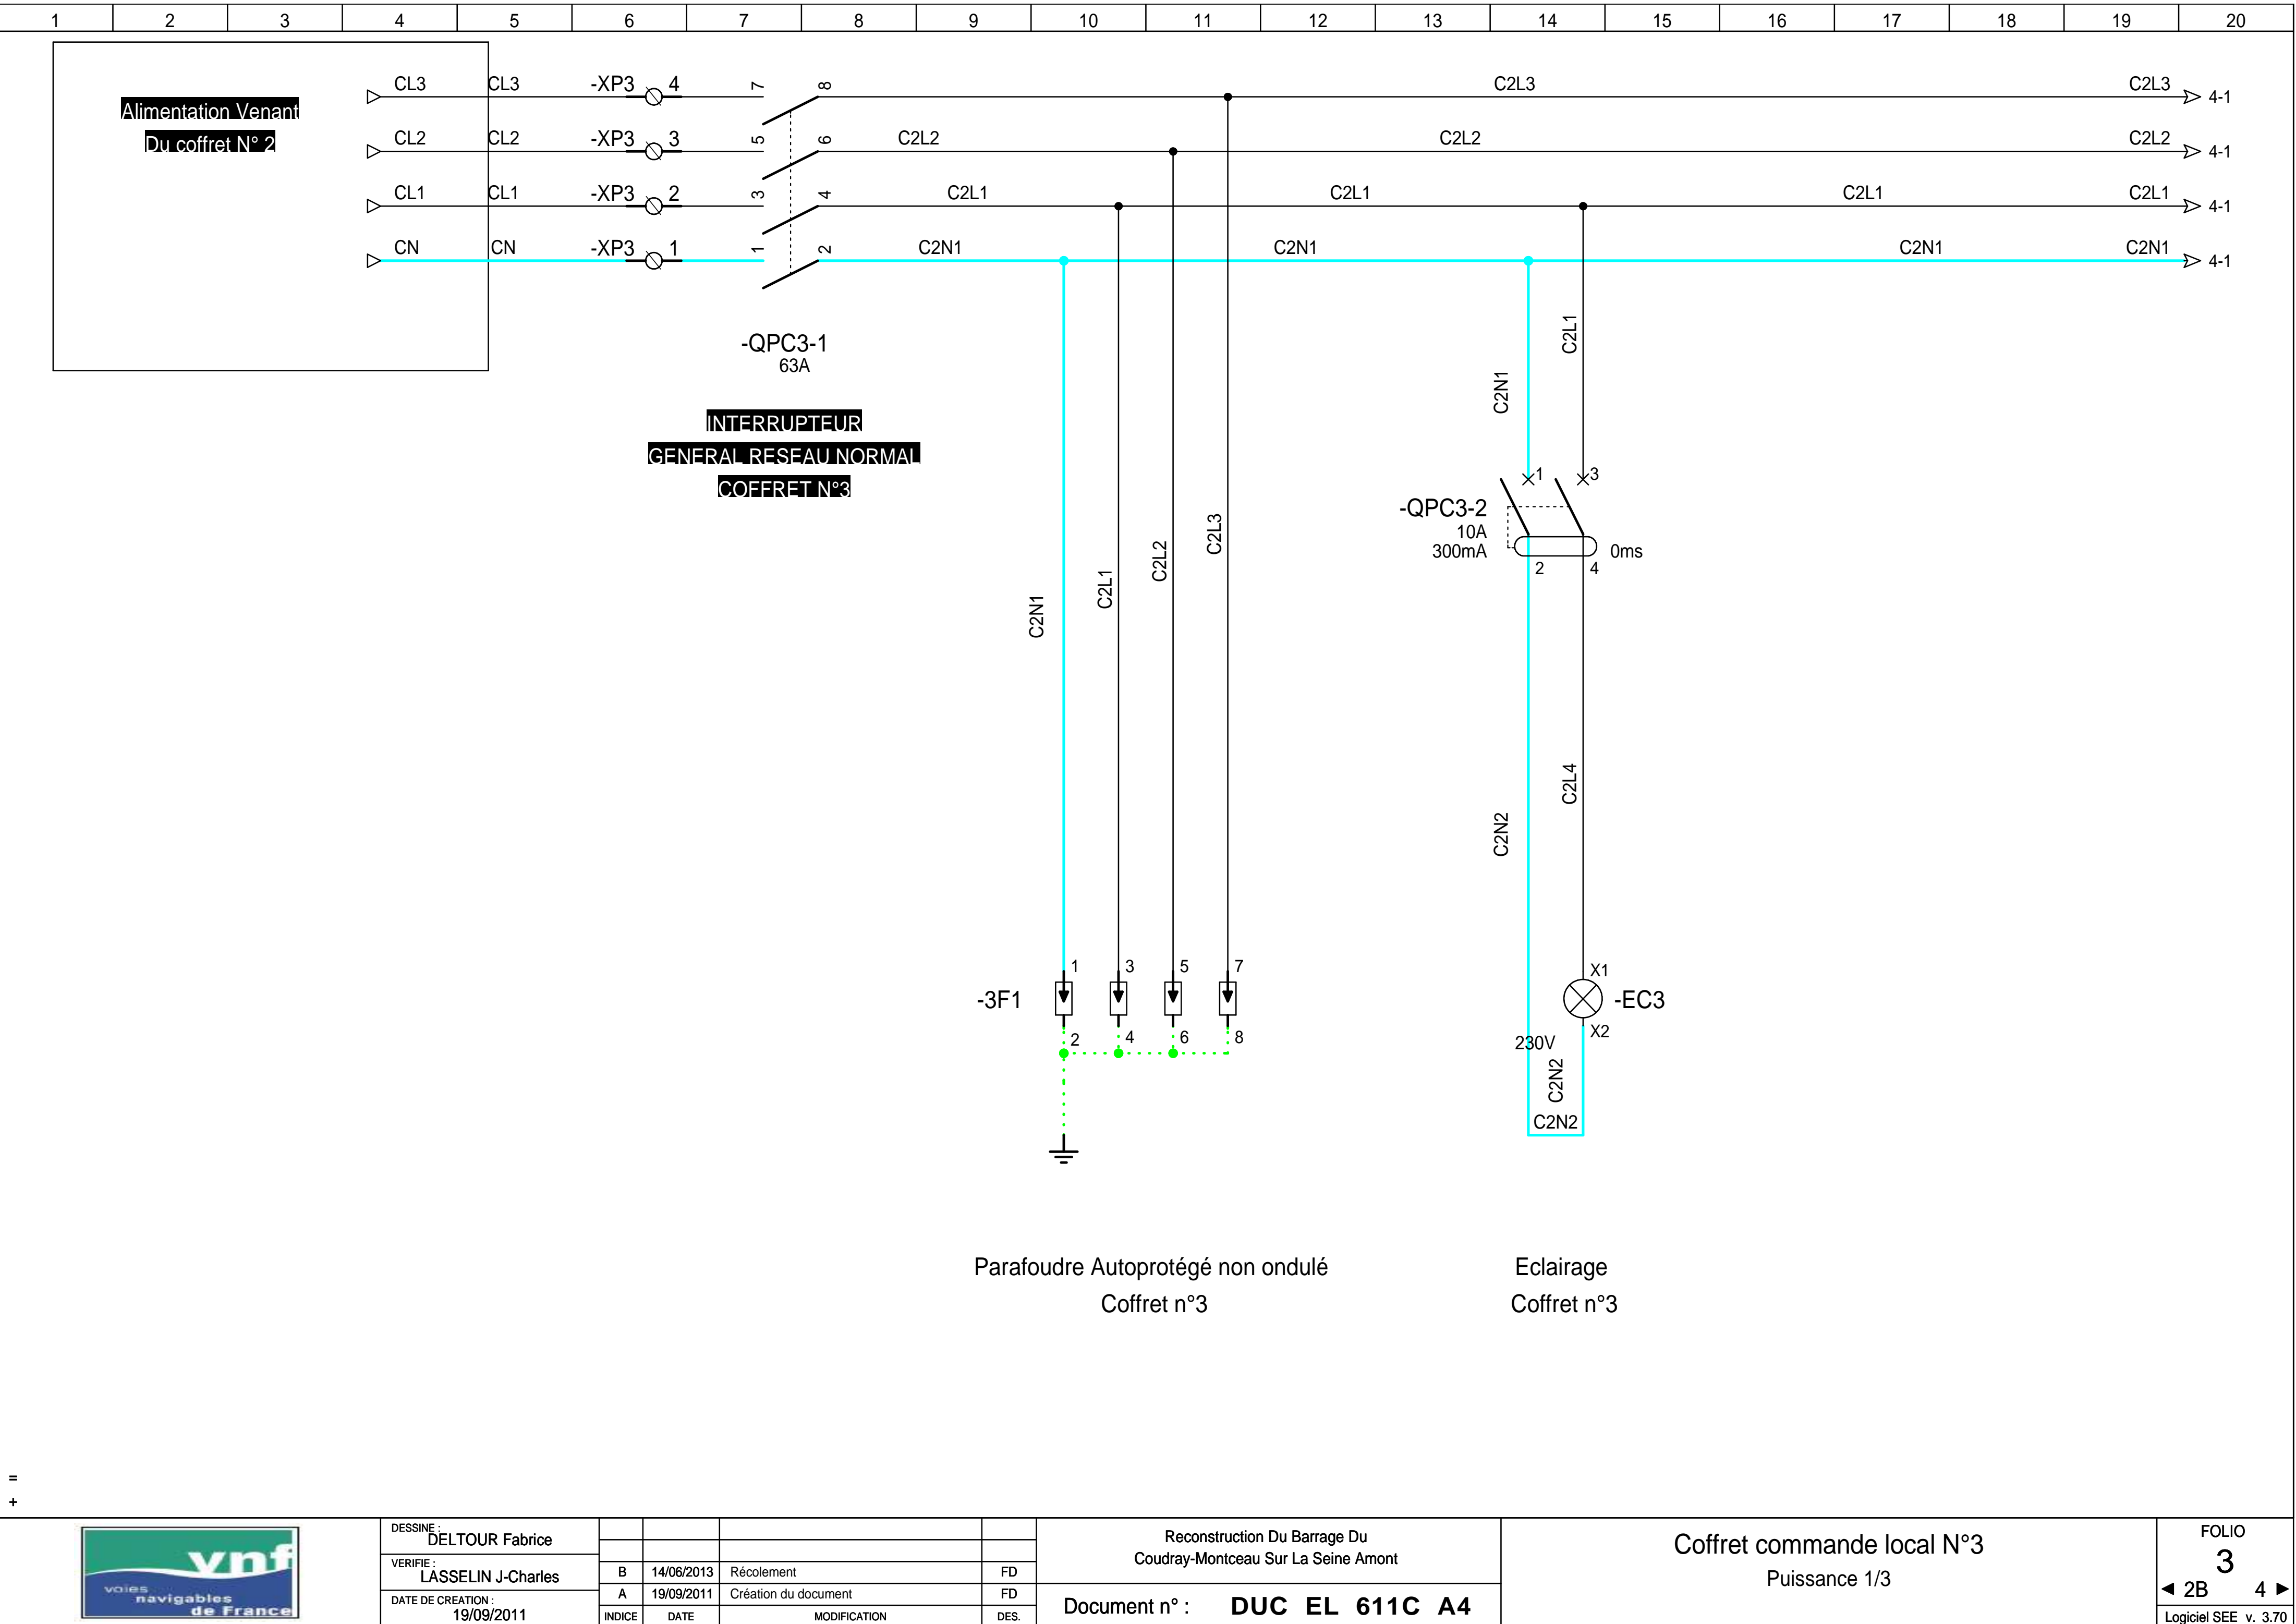 1 2 3 4 5 6 7 8 9 10 11 12 13 14 15 16 17 18 19 20
Alimentation Venant
Du coffret N° 2
CL3 CL3 -XP3 4 7 8 C2L3 C2L3 4-1
CL2 CL2 -XP3 3 5 6 C2L2 C2L2 C2L2 4-1
CL1 CL1 -XP3 2 3 4 C2L1 C2L1 C2L1 C2L1 4-1
CN CN -XP3 1 1 2 C2N1 C2N1 C2N1 C2N1 4-1
-QPC3-1
63A
INTERRUPTEUR
GENERAL RESEAU NORMAL
COFFRET N°3
C2N1
C2L1
C2L2
C2L3
C2N1
C2L1
1 3
-QPC3-2
10A
300mA
0ms
2 4
C2N2
C2L4
-3F1
1 3 5 7
2 4 6 8
X1
-EC3
X2
230V
C2N2
C2N2
Parafoudre Autoprotégé non ondulé
Coffret n°3
Eclairage
Coffret n°3
=
+
vnf
voies
navigables
de France
DESSINE :
DELTOUR Fabrice
VERIFIE :
LASSELIN J-Charles
DATE DE CREATION :
19/09/2011
B 14/06/2013 Récolement FD
A 19/09/2011 Création du document FD
INDICE DATE MODIFICATION DES.
Reconstruction Du Barrage Du
Coudray-Montceau Sur La Seine Amont
Document n° : DUC EL 611C A4
Coffret commande local N°3
Puissance 1/3
FOLIO
3
◄ 2B 4 ►
Logiciel SEE v. 3.70